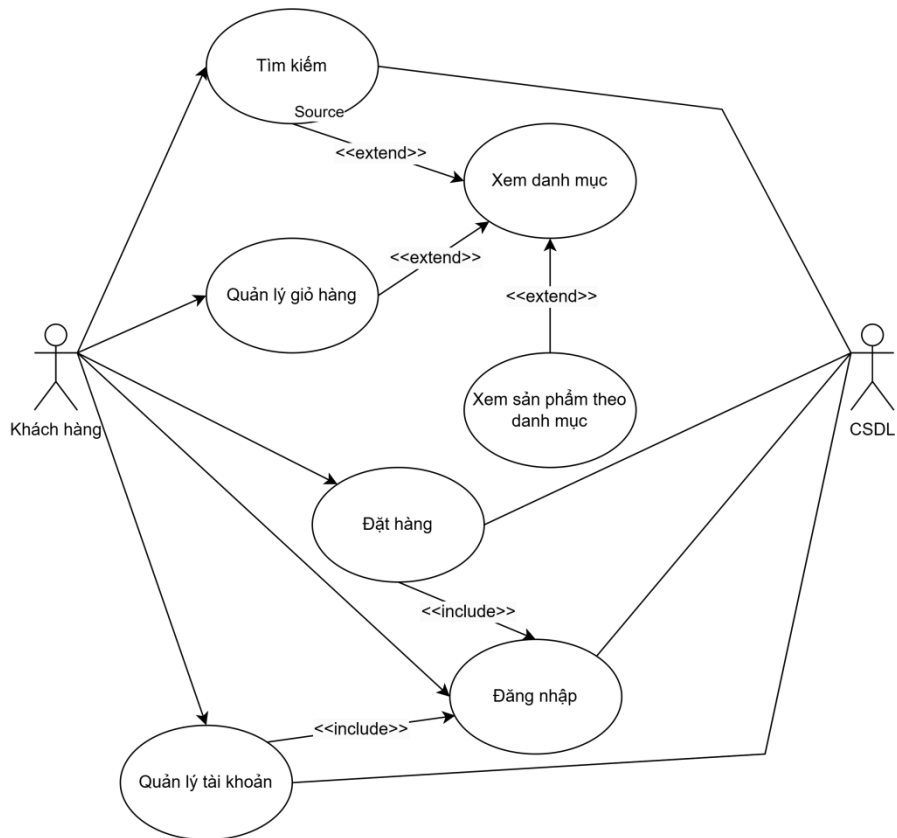 Tìm kiếm
Source
<<extend>>
Xem danh mục
<<extend>>
Quản lý giỏ hàng
<<extend>>
Xem sản phẩm theo
danh mục
Khách hàng
CSDL
Đặt hàng
<<include>>
Đăng nhập
<<include>>
Quản lý tài khoản